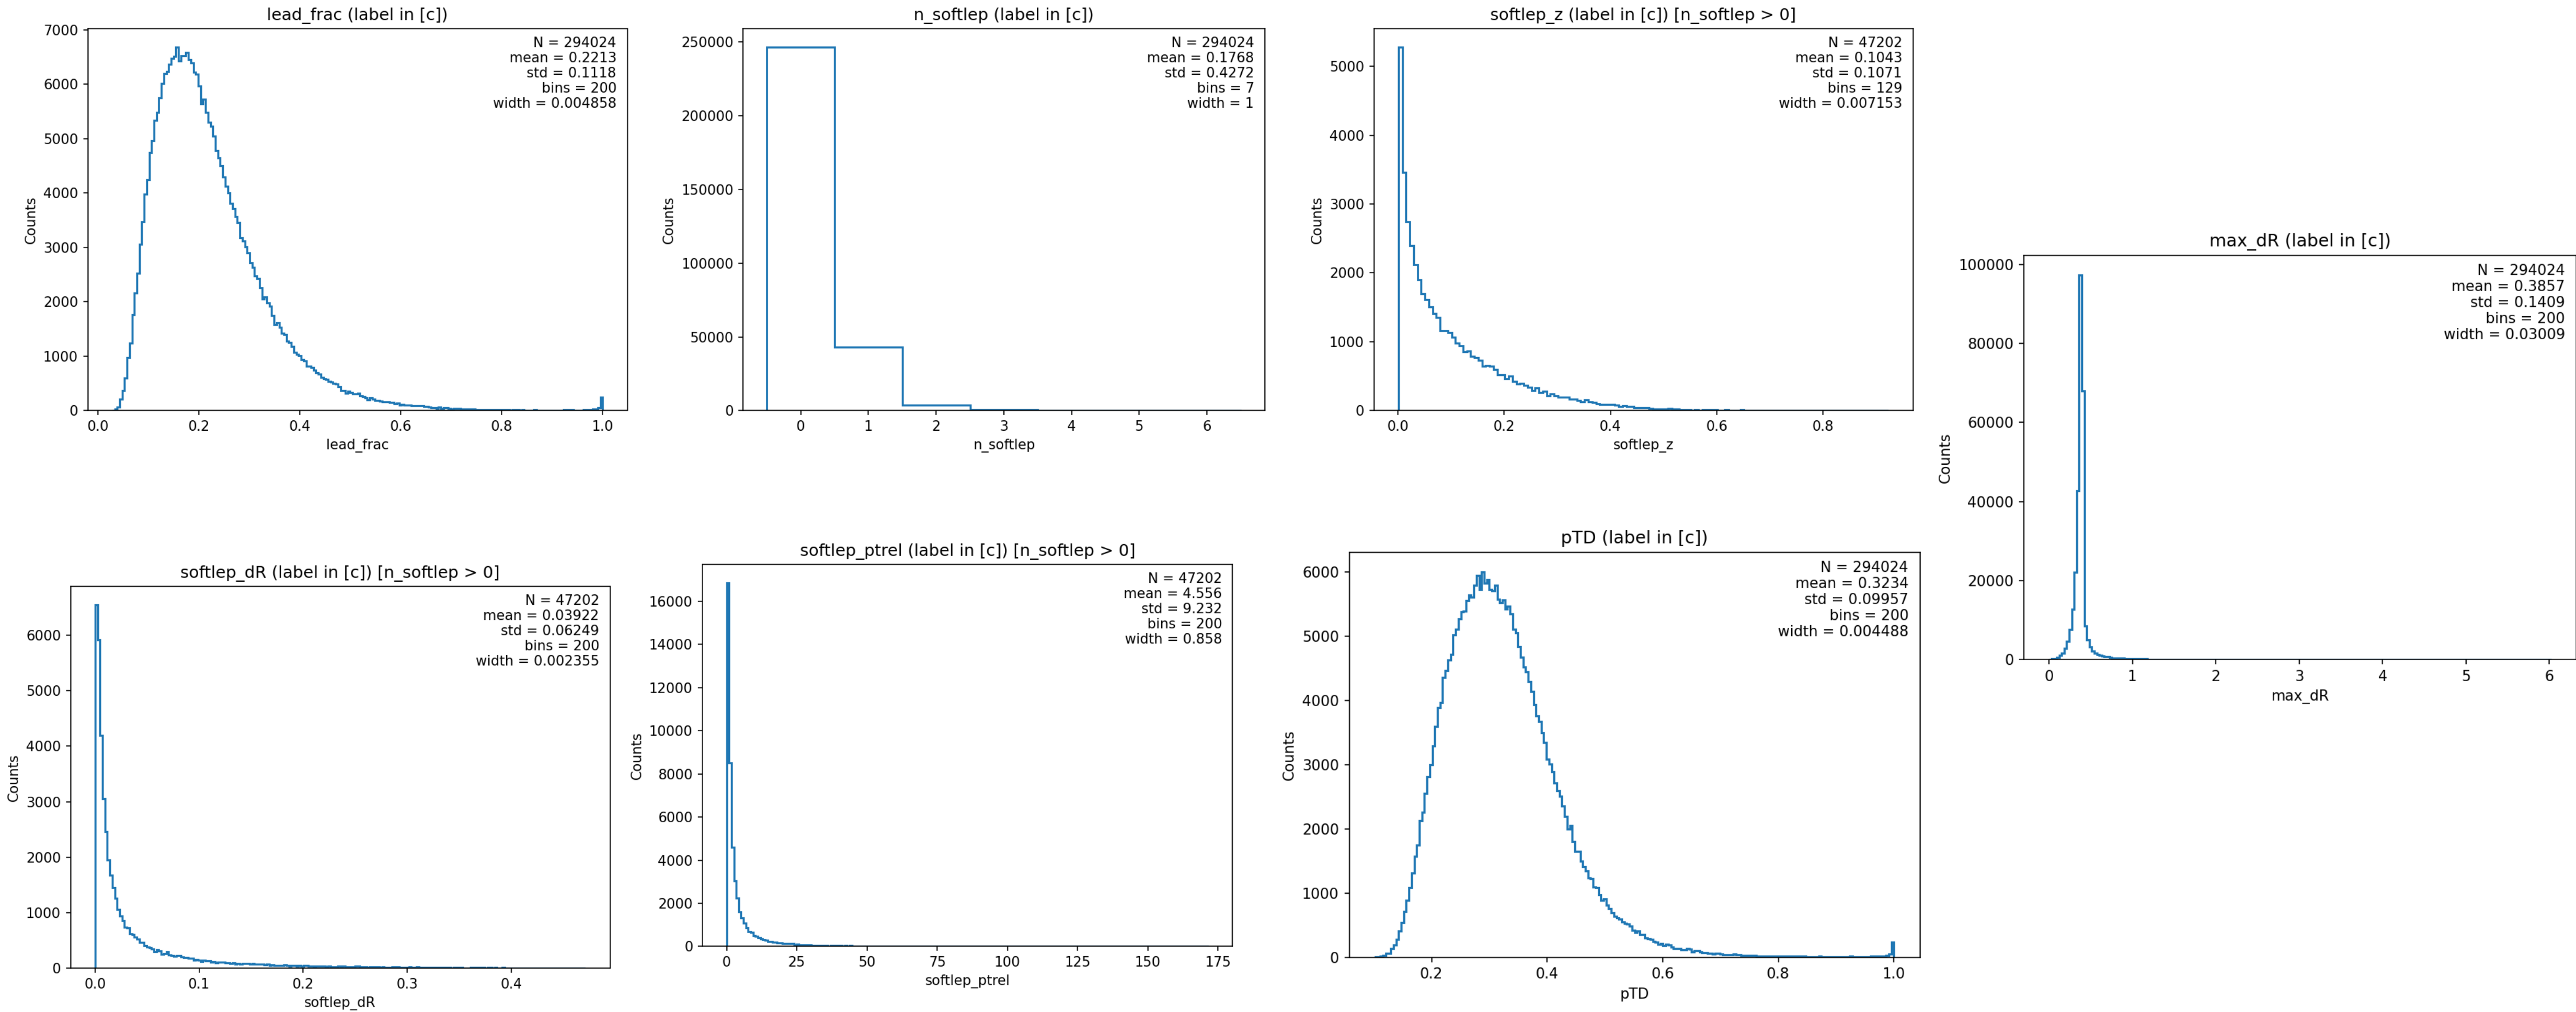 lead_frac (label in [c])
N = 294024
mean = 0.2213
std = 0.1118
bins = 200
width = 0.004858
7000
6000
5000
4000
3000
2000
1000
0
Counts
0.0 0.2 0.4 0.6 0.8 1.0
lead_frac
n_softlep (label in [c])
N = 294024
mean = 0.1768
std = 0.4272
bins = 7
width = 1
250000
200000
150000
100000
50000
0
Counts
0 1 2 3 4 5 6
n_softlep
softlep_z (label in [c]) [n_softlep > 0]
N = 47202
mean = 0.1043
std = 0.1071
bins = 129
width = 0.007153
5000
4000
3000
2000
1000
0
Counts
0.0 0.2 0.4 0.6 0.8
softlep_z
max_dR (label in [c])
N = 294024
mean = 0.3857
std = 0.1409
bins = 200
width = 0.03009
100000
80000
60000
40000
20000
0
Counts
0 1 2 3 4 5 6
max_dR
softlep_dR (label in [c]) [n_softlep > 0]
N = 47202
mean = 0.03922
std = 0.06249
bins = 200
width = 0.002355
6000
5000
4000
3000
2000
1000
0
Counts
0.0 0.1 0.2 0.3 0.4
softlep_dR
softlep_ptrel (label in [c]) [n_softlep > 0]
N = 47202
mean = 4.556
std = 9.232
bins = 200
width = 0.858
16000
14000
12000
10000
8000
6000
4000
2000
0
Counts
0 25 50 75 100 125 150 175
softlep_ptrel
pTD (label in [c])
N = 294024
mean = 0.3234
std = 0.09957
bins = 200
width = 0.004488
6000
5000
4000
3000
2000
1000
0
Counts
0.2 0.4 0.6 0.8 1.0
pTD